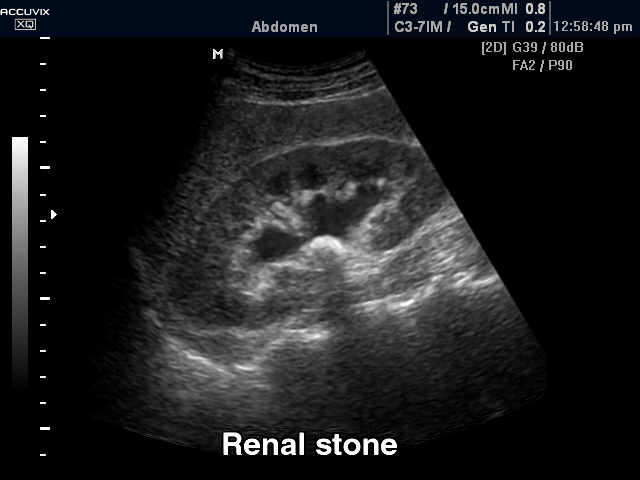 ACCUVIX
XQ
Abdomen
#73 / 15.0cm MI 0.8
C3-7IM / Gen TI 0.2
12:58:48 pm
[2D] G39 / 80dB
FA2 / P90
M
Renal stone